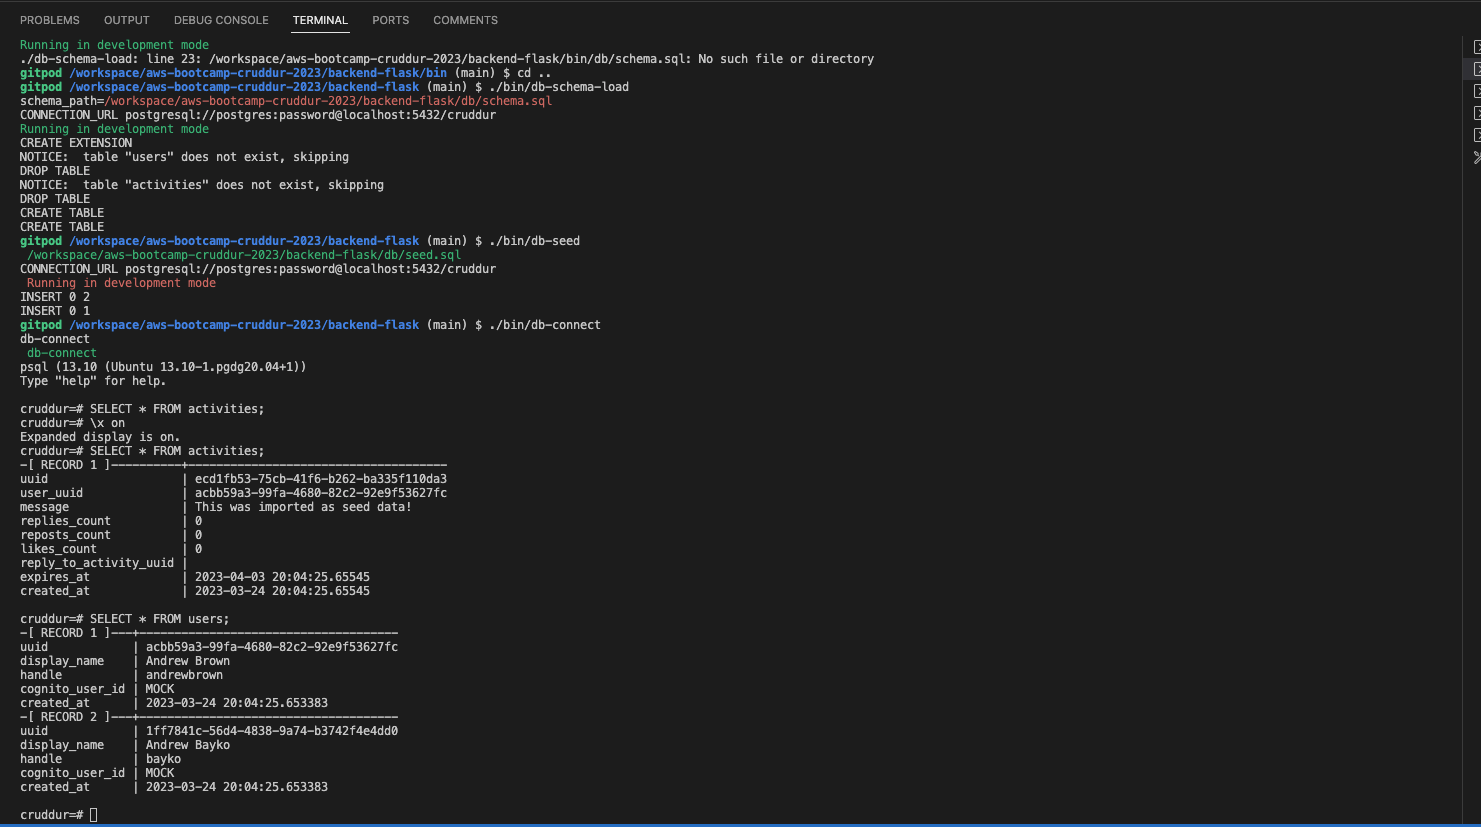 PROBLEMS OUTPUT DEBUG CONSOLE TERMINAL PORTS COMMENTS
Running in development mode
./db-schema-load: line 23: /workspace/aws-bootcamp-cruddur-2023/backend-flask/bin/db/schema.sql: No such file or directory
gitpod /workspace/aws-bootcamp-cruddur-2023/backend-flask/bin (main) $ cd ..
gitpod /workspace/aws-bootcamp-cruddur-2023/backend-flask (main) $ ./bin/db-schema-load
schema_path=/workspace/aws-bootcamp-cruddur-2023/backend-flask/db/schema.sql
CONNECTION_URL postgresql://postgres:password@localhost:5432/cruddur
Running in development mode
CREATE EXTENSION
NOTICE:  table "users" does not exist, skipping
DROP TABLE
NOTICE:  table "activities" does not exist, skipping
DROP TABLE
CREATE TABLE
CREATE TABLE
gitpod /workspace/aws-bootcamp-cruddur-2023/backend-flask (main) $ ./bin/db-seed
 /workspace/aws-bootcamp-cruddur-2023/backend-flask/db/seed.sql
CONNECTION_URL postgresql://postgres:password@localhost:5432/cruddur
 Running in development mode
INSERT 0 2
INSERT 0 1
gitpod /workspace/aws-bootcamp-cruddur-2023/backend-flask (main) $ ./bin/db-connect
db-connect
 db-connect
psql (13.10 (Ubuntu 13.10-1.pgdg20.04+1))
Type "help" for help.
cruddur=# SELECT * FROM activities;
cruddur=# \x on
Expanded display is on.
cruddur=# SELECT * FROM activities;
-[ RECORD 1 ]----------+-------------------------------------
uuid                   | ecd1fb53-75cb-41f6-b262-ba335f110da3
user_uuid              | acbb59a3-99fa-4680-82c2-92e9f53627fc
message                | This was imported as seed data!
replies_count          | 0
reposts_count          | 0
likes_count            | 0
reply_to_activity_uuid |
expires_at             | 2023-04-03 20:04:25.65545
created_at             | 2023-03-24 20:04:25.65545
cruddur=# SELECT * FROM users;
-[ RECORD 1 ]---+-------------------------------------
uuid            | acbb59a3-99fa-4680-82c2-92e9f53627fc
display_name    | Andrew Brown
handle          | andrewbrown
cognito_user_id | MOCK
created_at      | 2023-03-24 20:04:25.653383
-[ RECORD 2 ]---+-------------------------------------
uuid            | 1ff7841c-56d4-4838-9a74-b3742f4e4dd0
display_name    | Andrew Bayko
handle          | bayko
cognito_user_id | MOCK
created_at      | 2023-03-24 20:04:25.653383
cruddur=#